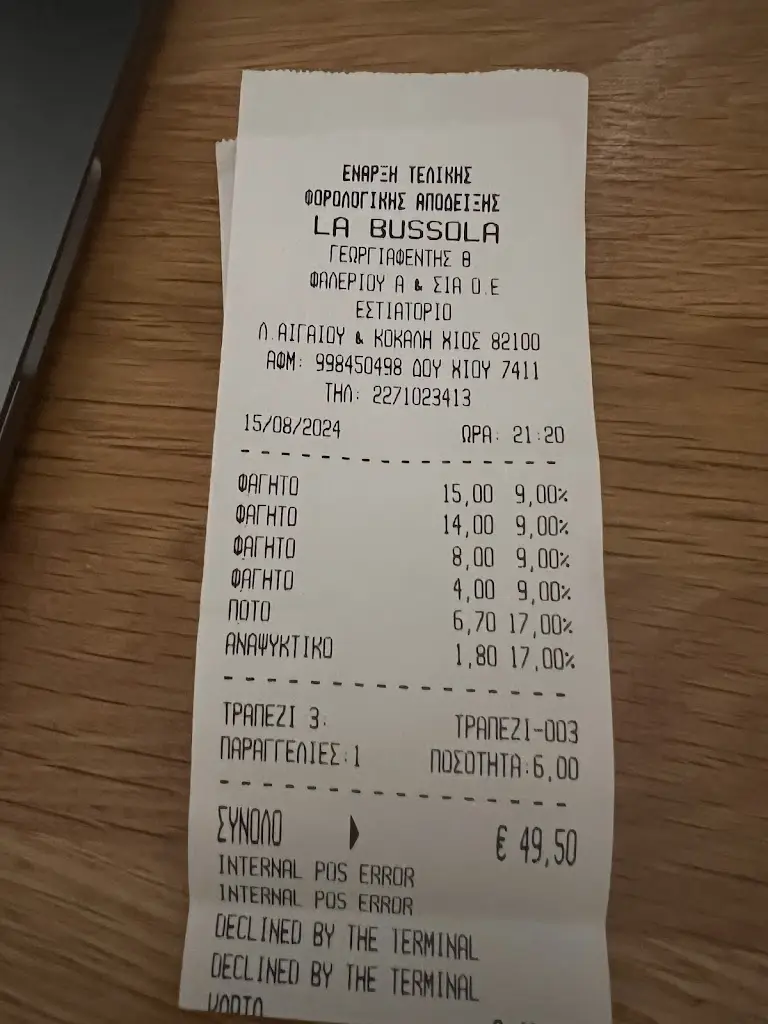 ΕΝΑΡΞΗ ΤΕΛΙΚΗΣ
ΦΟΡΟΛΟΓΙΚΗΣ ΑΠΟΔΕΙΞΗΣ
LA BUSSOLA
ΓΕΩΡΓΙΑΦΕΝΤΗΣ Β
ΦΑΛΕΡΙΟΥ Α & ΣΙΑ Ο.Ε
ΕΣΤΙΑΤΟΡΙΟ
Λ.ΑΙΓΑΙΟΥ & ΚΟΚΑΛΗ ΧΙΟΣ 82100
ΑΦΜ: 998450498 ΔΟΥ ΧΙΟΥ 7411
ΤΗΛ: 2271023413
15/08/2024 ΩΡΑ: 21:20
ΦΑΓΗΤΟ 15,00 9,00%
ΦΑΓΗΤΟ 14,00 9,00%
ΦΑΓΗΤΟ 8,00 9,00%
ΦΑΓΗΤΟ 4,00 9,00%
ΠΟΤΟ 6,70 17,00%
ΑΝΑΨΥΚΤΙΚΟ 1,80 17,00%
ΤΡΑΠΕΖΙ 3: ΤΡΑΠΕΖΙ-003
ΠΑΡΑΓΓΕΛΙΕΣ:1 ΠΟΣΟΤΗΤΑ:6,00
ΣΥΝΟΛΟ € 49,50
INTERNAL POS ERROR
INTERNAL POS ERROR
DECLINED BY THE TERMINAL
DECLINED BY THE TERMINAL